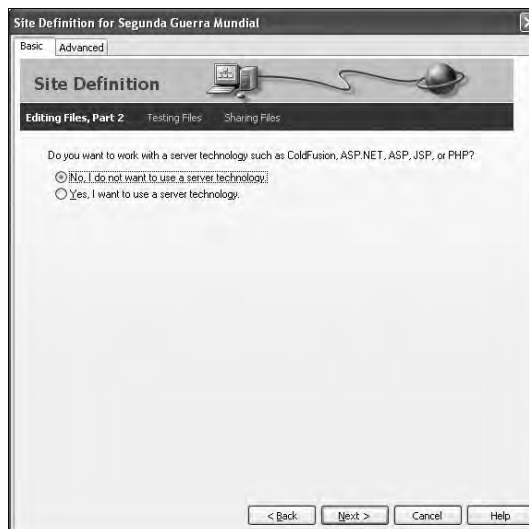 Site Definition for Segunda Guerra Mundial
Basic Advanced
Site Definition
Editing Files, Part 2 Testing Files Sharing Files
Do you want to work with a server technology such as ColdFusion, ASP.NET, ASP, JSP, or PHP?
No, I do not want to use a server technology.
Yes, I want to use a server technology.
< Back Next > Cancel Help